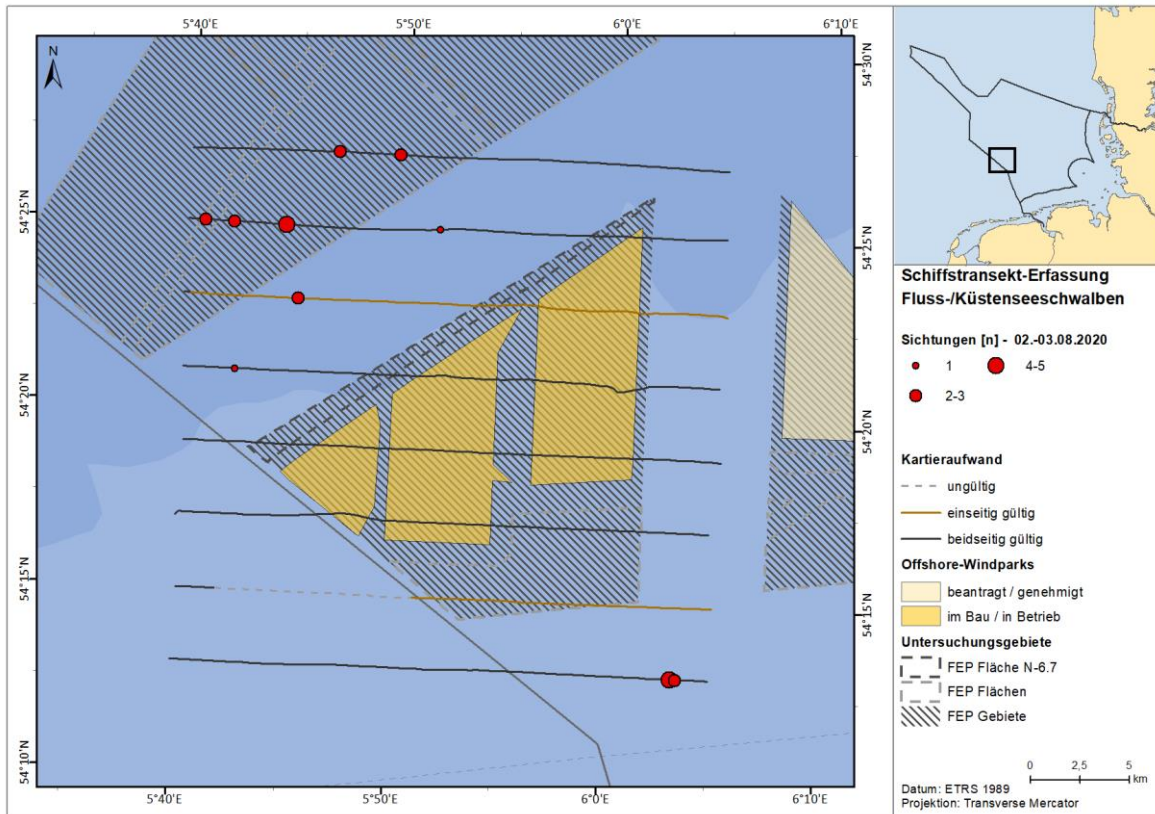 5°40'E 5°50'E 6°0'E 6°10'E
N
54°30'N
54°25'N
54°25'N
54°20'N
54°20'N
54°15'N
54°15'N
54°10'N
5°40'E 5°50'E 6°0'E 6°10'E
Schiffstransekt-Erfassung
Fluss-/Küstenseeschwalben
Sichtungen [n] - 02.-03.08.2020
1 4-5
2-3
Kartieraufwand
ungültig
einseitig gültig
beidseitig gültig
Offshore-Windparks
beantragt / genehmigt
im Bau / in Betrieb
Untersuchungsgebiete
FEP Fläche N-6.7
FEP Flächen
FEP Gebiete
0 2,5 5
km
Datum: ETRS 1989
Projektion: Transverse Mercator